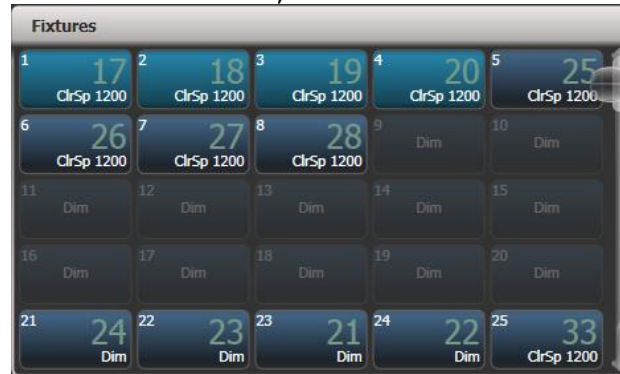 Fixtures
1 17 2 18 3 19 4 20 5 25
ClrSp 1200 ClrSp 1200 ClrSp 1200 ClrSp 1200 ClrSp 1200
6 26 7 27 8 28 9 10
ClrSp 1200 ClrSp 1200 ClrSp 1200 Dim Dim
11 12 13 14 15
Dim Dim Dim Dim Dim
16 17 18 19 20
Dim Dim Dim Dim Dim
21 24 22 23 23 21 24 22 25 33
Dim Dim Dim Dim ClrSp 1200